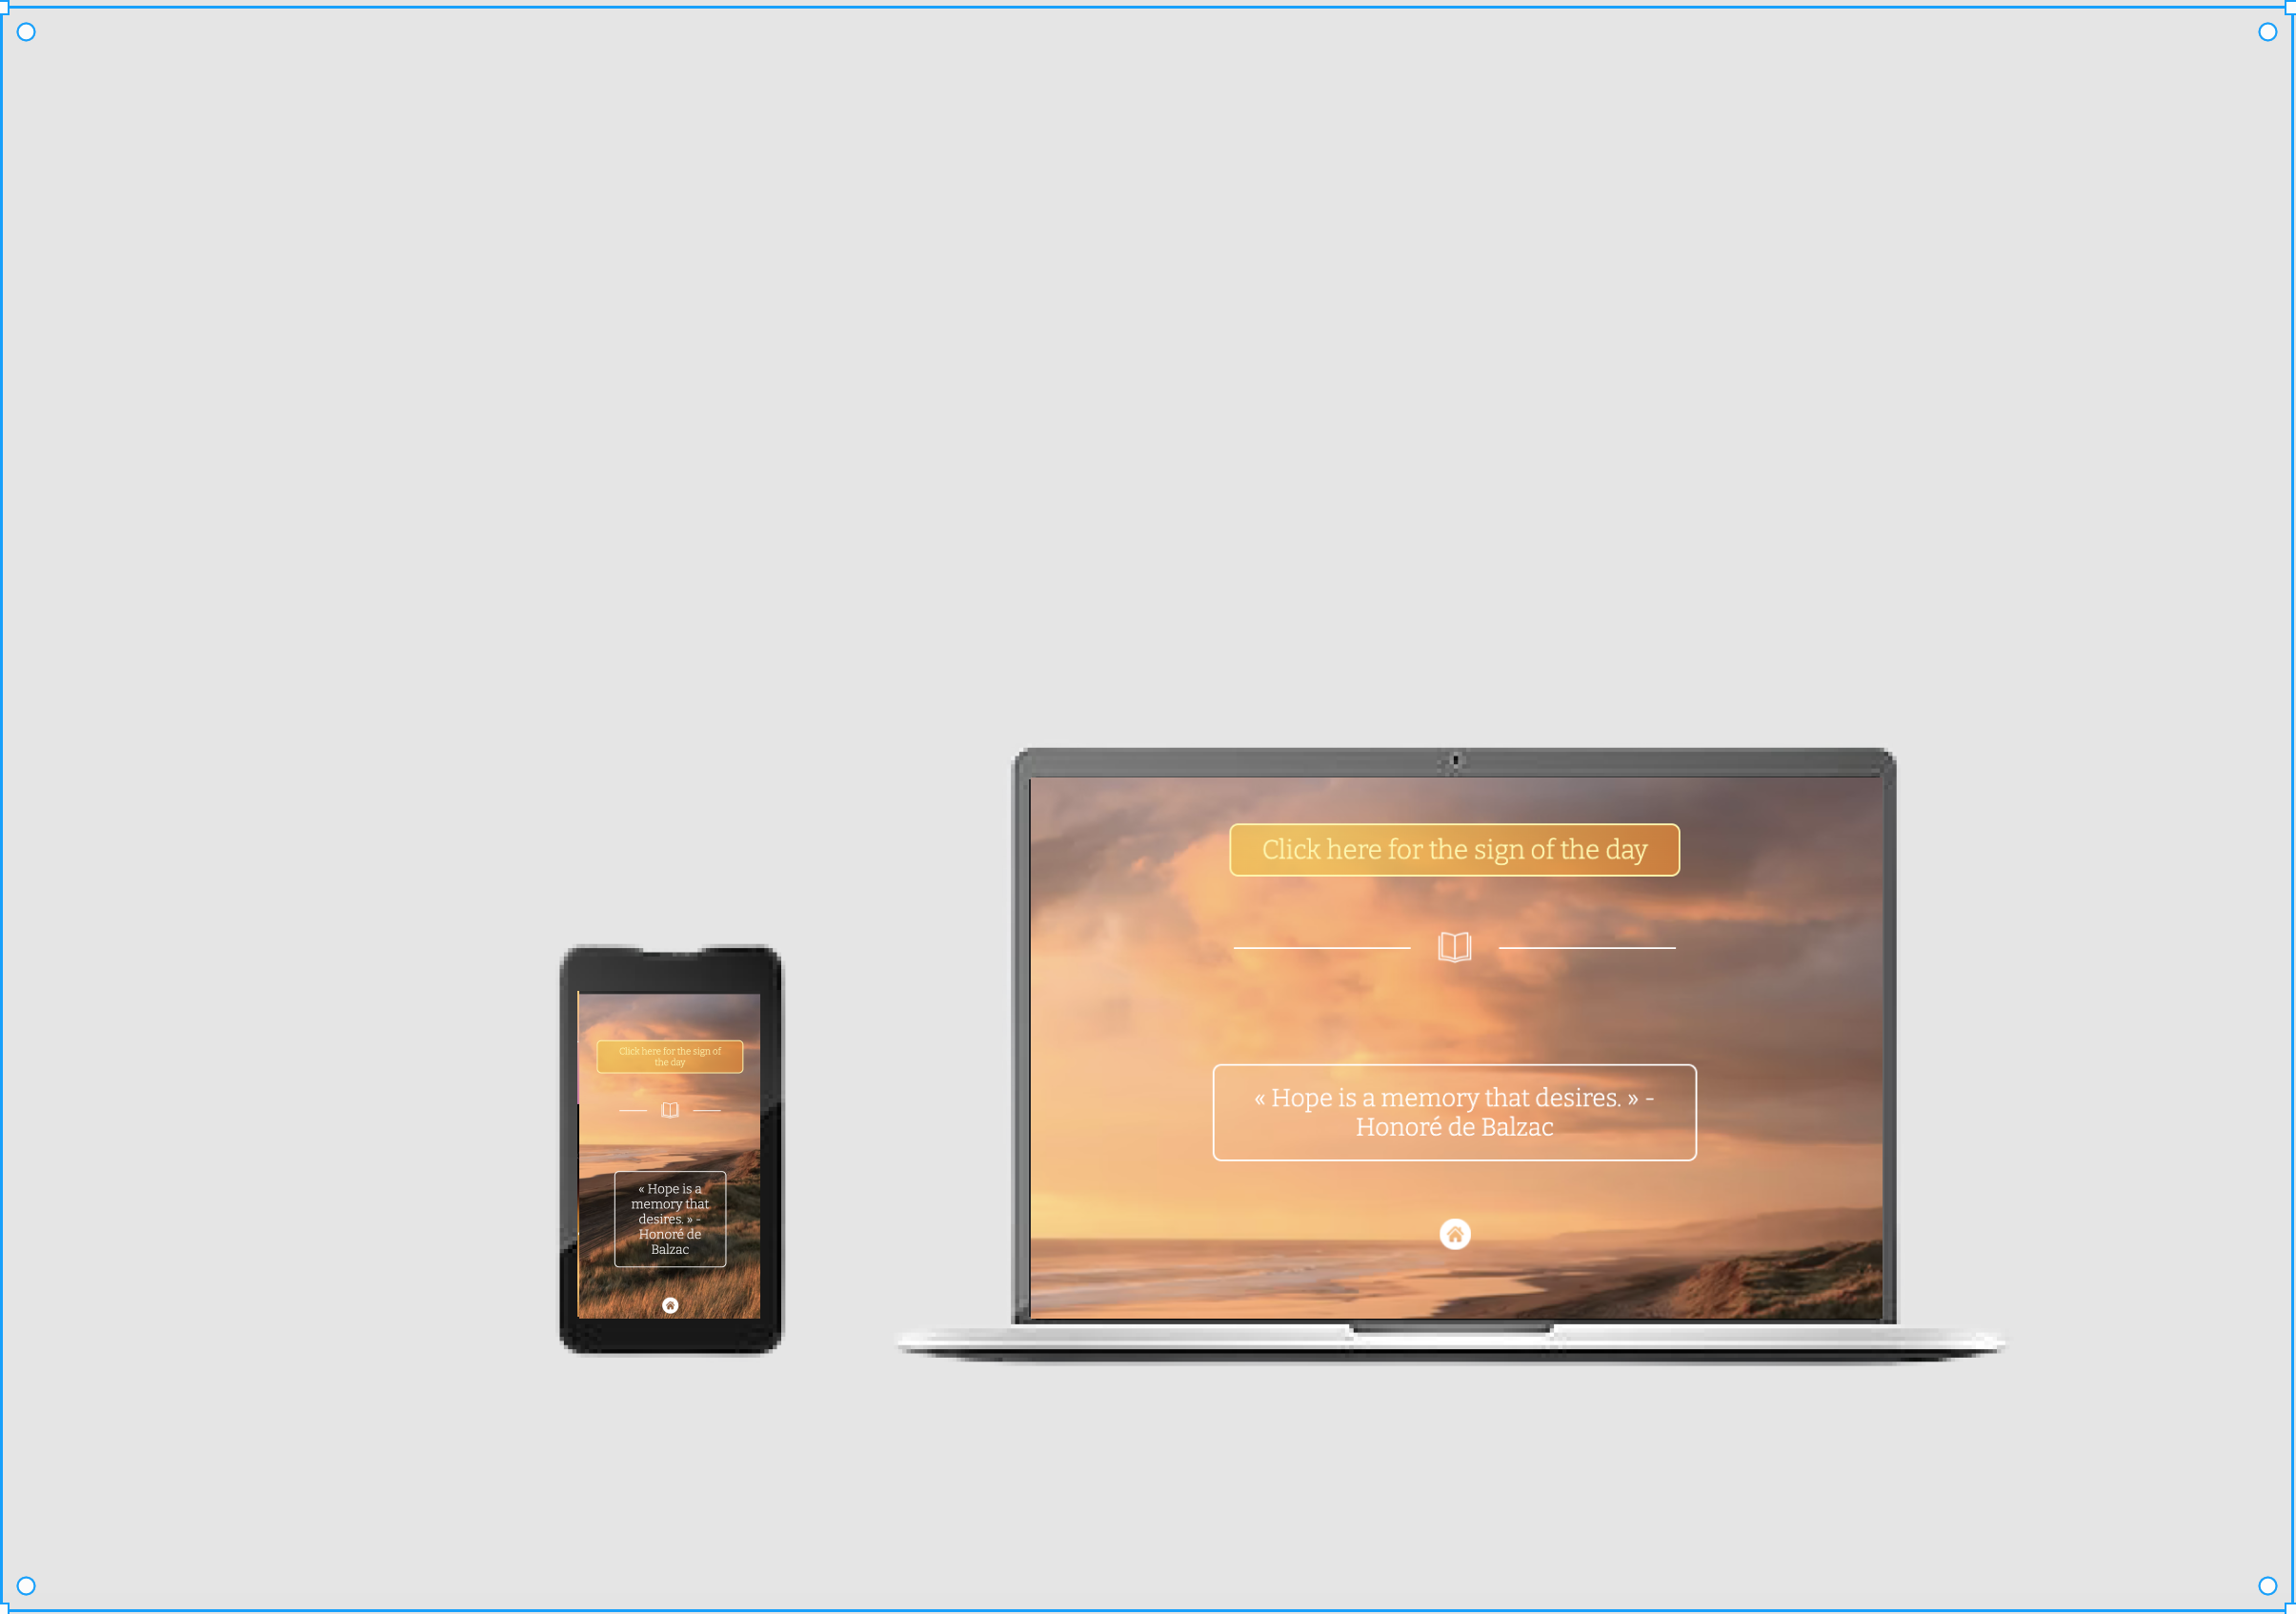 Click here for the sign of the day
« Hope is a memory that desires. » -
Honoré de Balzac
Click here for the sign of
the day
« Hope is a
memory that
desires. » -
Honoré de
Balzac